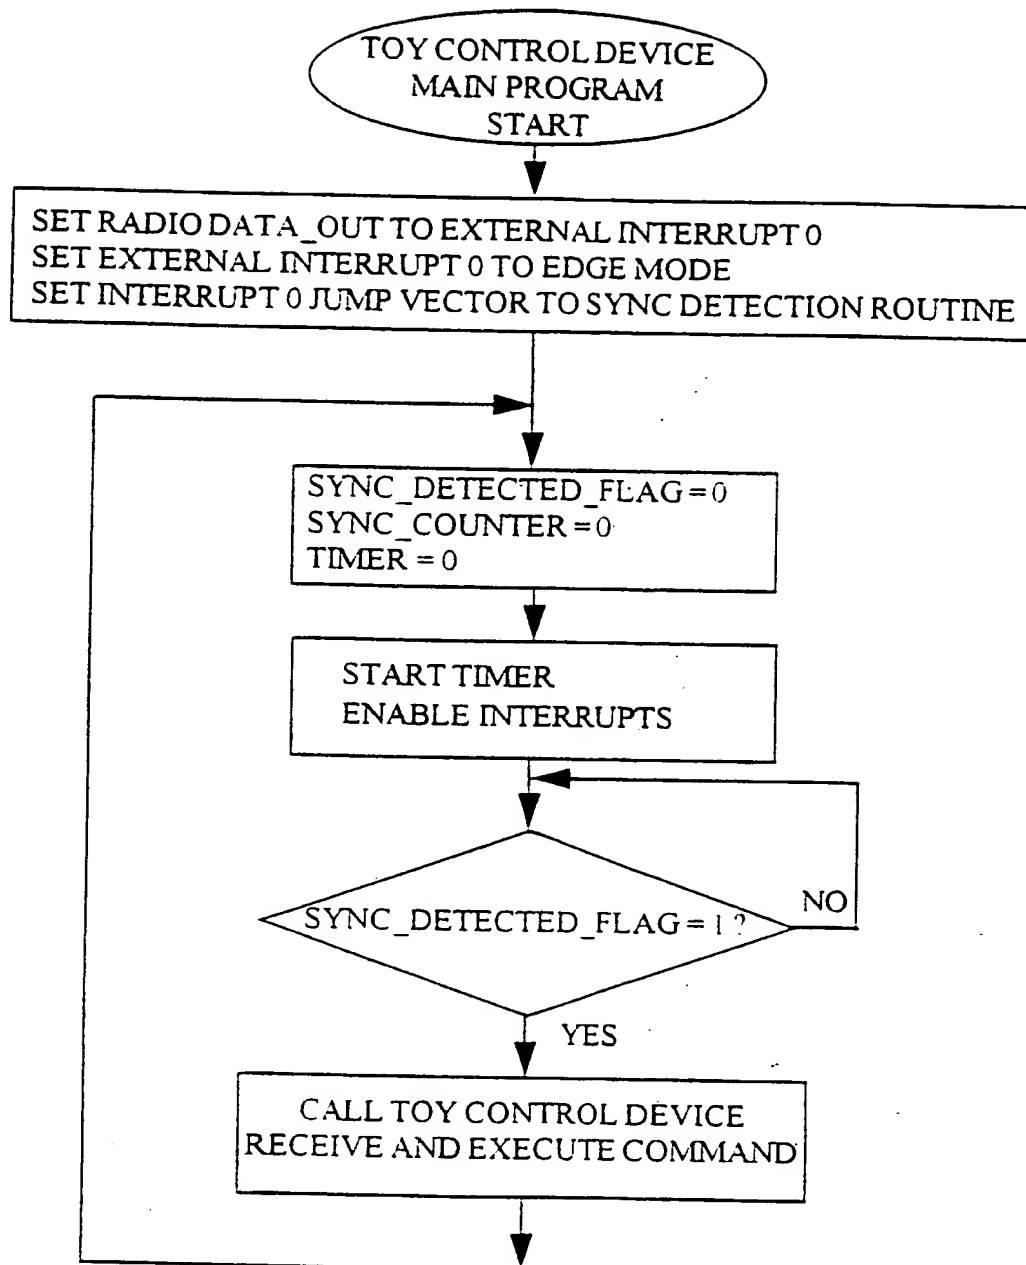 TOY CONTROL DEVICE
MAIN PROGRAM
START
SET RADIO DATA_OUT TO EXTERNAL INTERRUPT 0
SET EXTERNAL INTERRUPT 0 TO EDGE MODE
SET INTERRUPT 0 JUMP VECTOR TO SYNC DETECTION ROUTINE
SYNC_DETECTED_FLAG = 0
SYNC_COUNTER = 0
TIMER = 0
START TIMER
ENABLE INTERRUPTS
SYNC_DETECTED_FLAG = 1 ?
NO
YES
CALL TOY CONTROL DEVICE
RECEIVE AND EXECUTE COMMAND